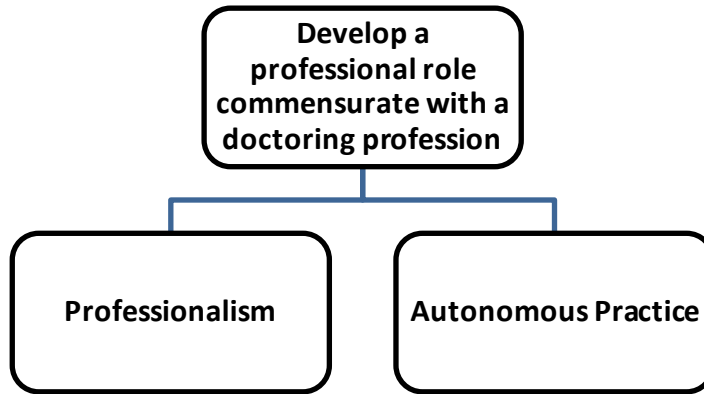 Develop a
professional role
commensurate with a
doctoring profession
Professionalism
Autonomous Practice